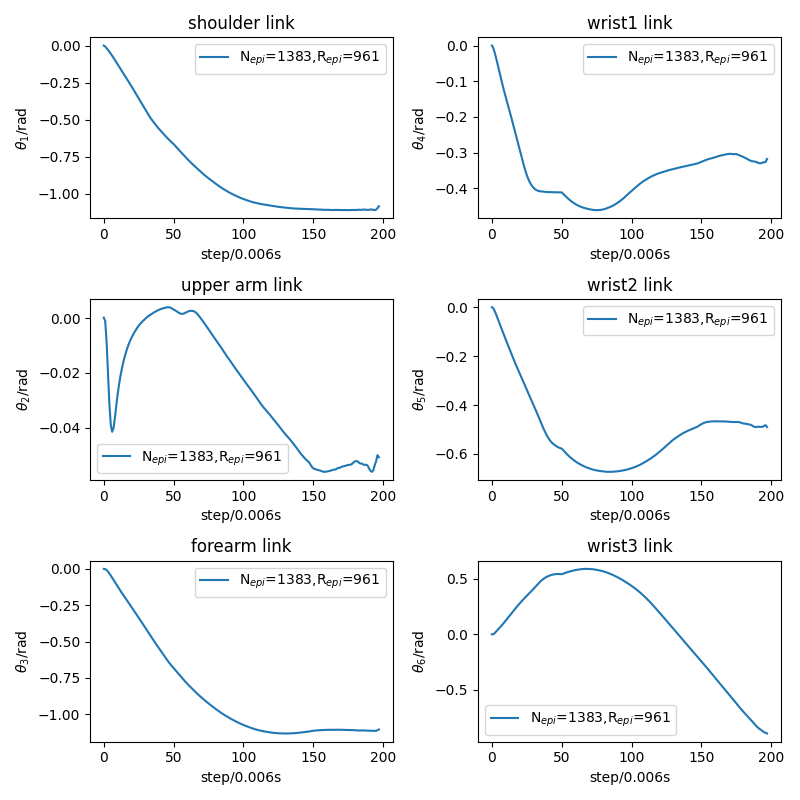 shoulder link
N_epi=1383,R_epi=961
0.00
−0.25
−0.50
−0.75
−1.00
θ₁/rad
0 50 100 150 200
step/0.006s
wrist1 link
N_epi=1383,R_epi=961
0.0
−0.1
−0.2
−0.3
−0.4
θ₄/rad
0 50 100 150 200
step/0.006s
upper arm link
0.00
−0.02
−0.04
θ₂/rad
N_epi=1383,R_epi=961
0 50 100 150 200
step/0.006s
wrist2 link
N_epi=1383,R_epi=961
0.0
−0.2
−0.4
−0.6
θ₅/rad
0 50 100 150 200
step/0.006s
forearm link
N_epi=1383,R_epi=961
0.00
−0.25
−0.50
−0.75
−1.00
θ₃/rad
0 50 100 150 200
step/0.006s
wrist3 link
0.5
0.0
−0.5
θ₆/rad
N_epi=1383,R_epi=961
0 50 100 150 200
step/0.006s